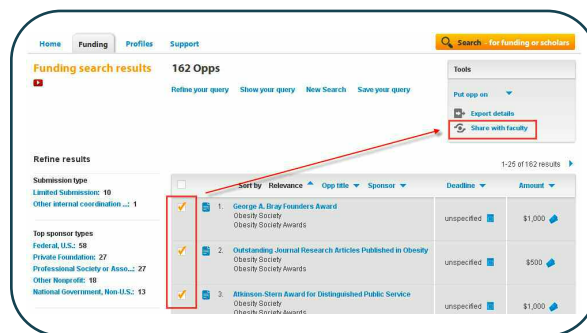 Home Funding Profiles Support
Search for funding or scholars
Funding search results
162 Opps
Refine your query Show your query New Search Save your query
Tools
Put opp on
Export details
Share with faculty
1-25 of 162 results
Refine results
Submission type
Limited Submission: 10
Other internal coordination ...: 1
Top sponsor types
Federal, U.S.: 58
Private Foundation: 27
Professional Society or Asso...: 27
Other Nonprofit: 18
National Government, Non-U.S.: 13
Sort by Relevance Opp title Sponsor Deadline Amount
1. George A. Bray Founders Award
Obesity Society
Obesity Society Awards
unspecified $1,000
2. Outstanding Journal Research Articles Published in Obesity
Obesity Society
Obesity Society Awards
unspecified $500
3. Atkinson-Stern Award for Distinguished Public Service
Obesity Society
Obesity Society Awards
unspecified $1,000